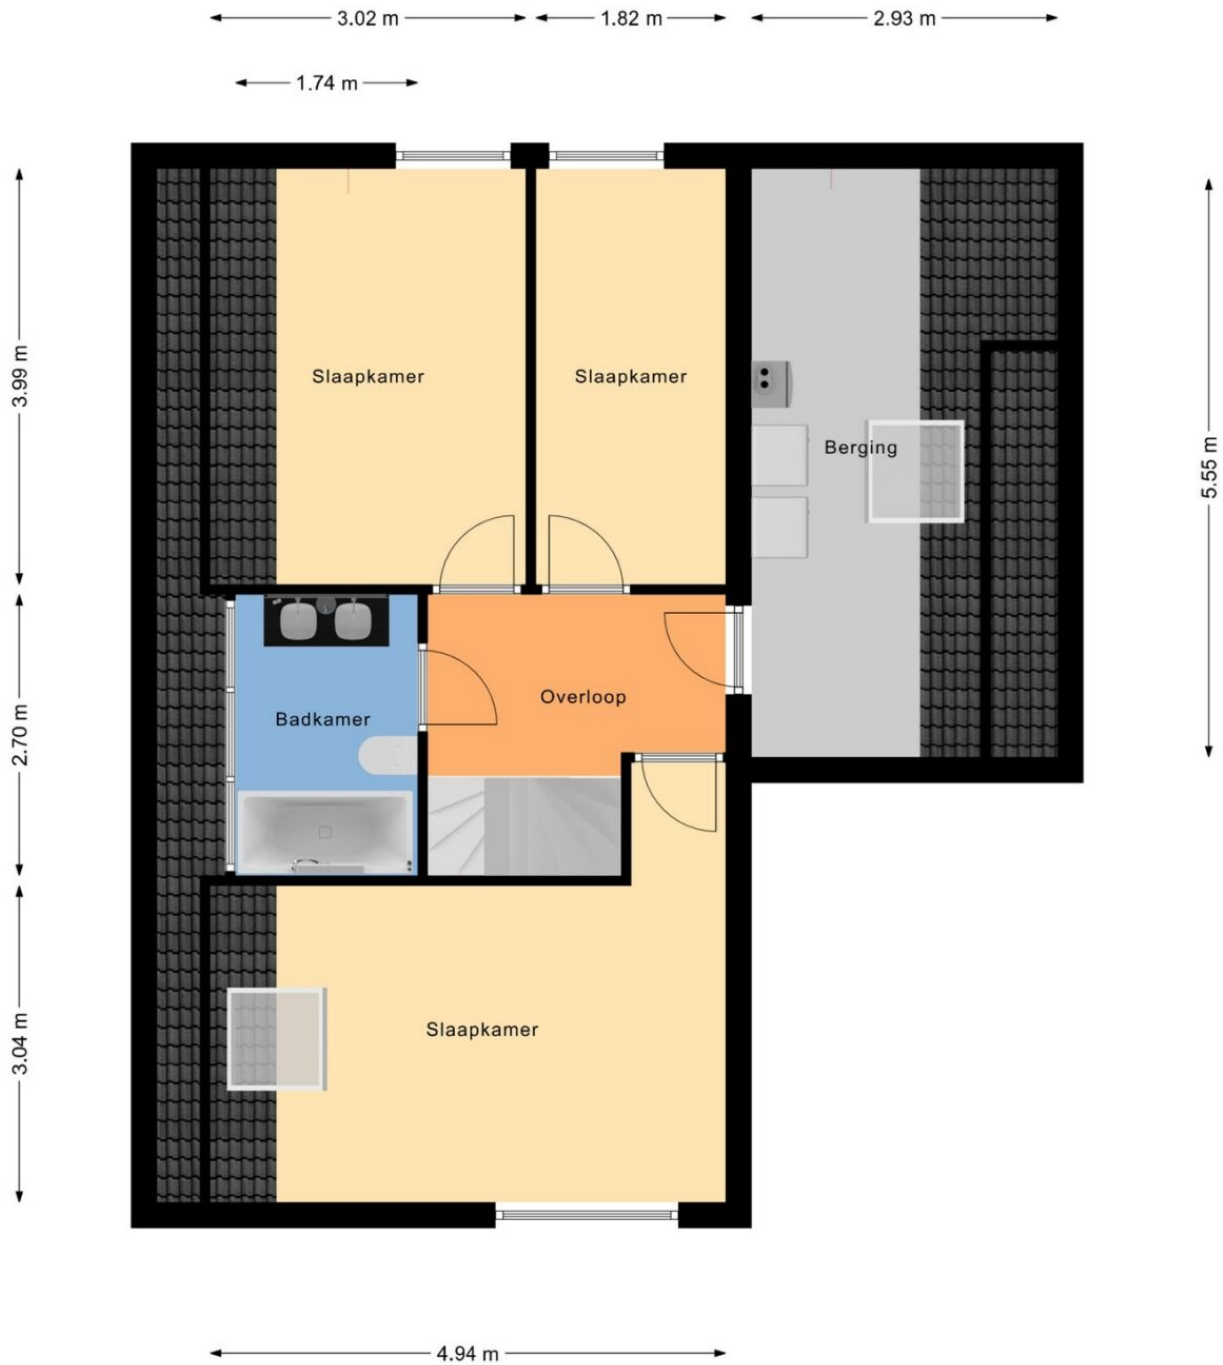 3.02 m
1.82 m
2.93 m
1.74 m
3.99 m
Slaapkamer
Slaapkamer
Berging
5.55 m
2.70 m
Badkamer
Overloop
3.04 m
Slaapkamer
4.94 m